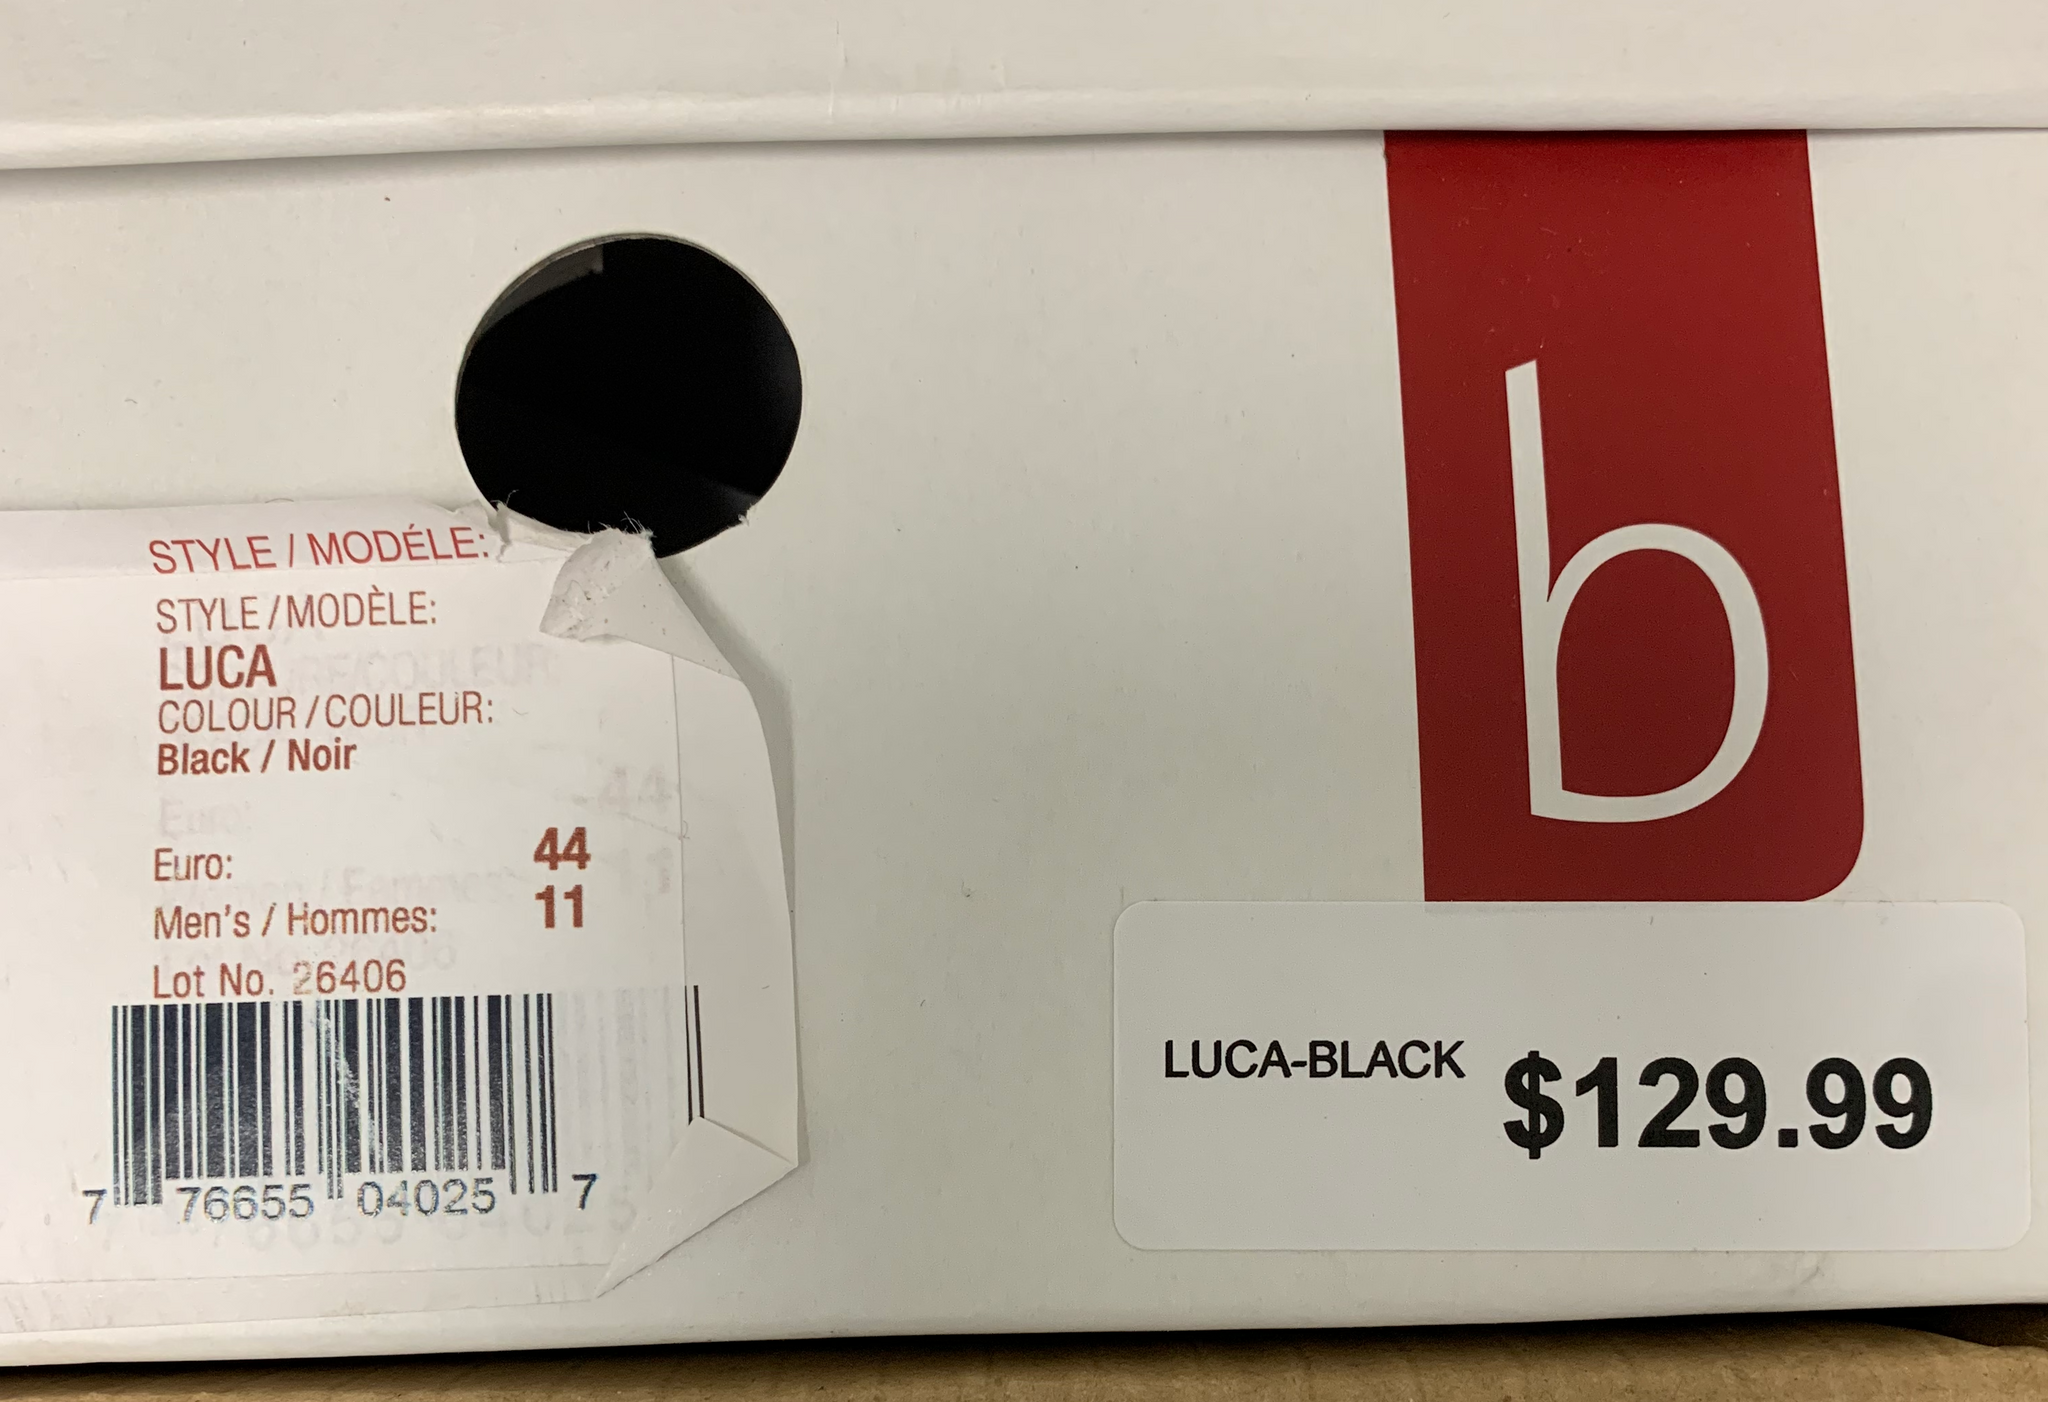 STYLE / MODÉLE:
STYLE / MODÈLE:
LUCA
COLOUR / COULEUR:
Black / Noir
Euro: 44
Men's / Hommes: 11
Lot No. 26406
7 76655 04025 7
b
LUCA-BLACK $129.99